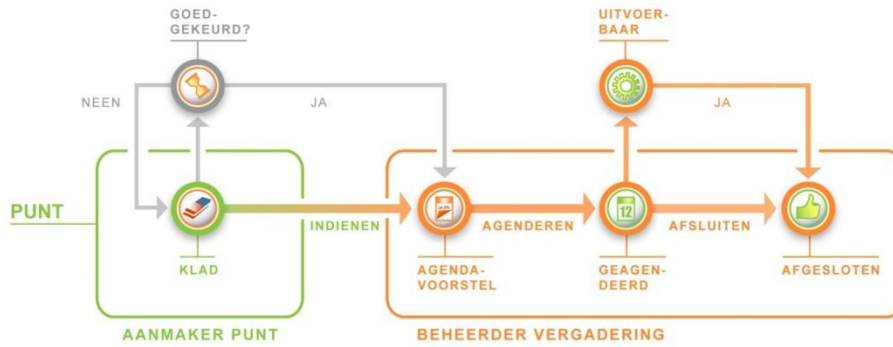 GOED-
GEKEURD?
UITVOER-
BAAR
NEEN
JA
JA
PUNT
INDIENEN
AGENDEREN
12
AFSLUITEN
KLAD
AGENDA-
VOORSTEL
GEAGEN-
DEERD
AFGESLOTEN
AANMAKER PUNT
BEHEERDER VERGADERING